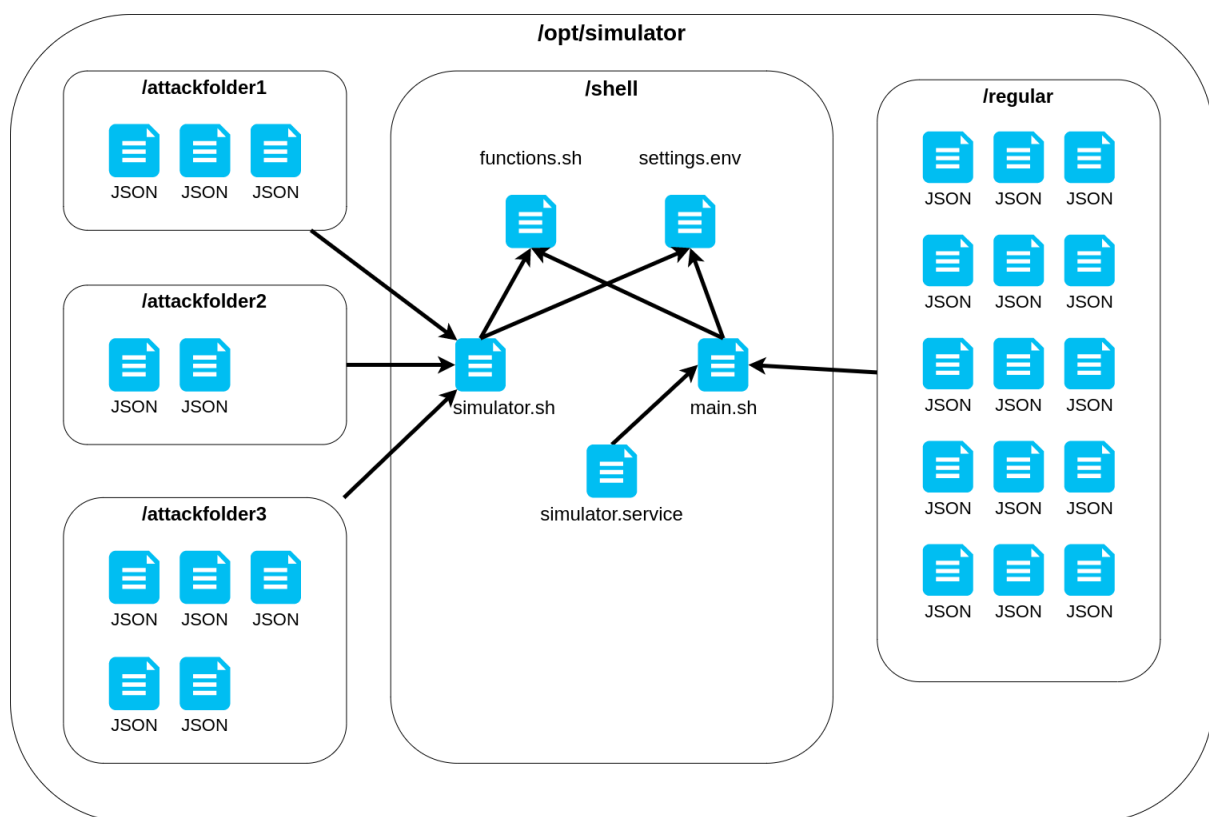 /opt/simulator
/attackfolder1
JSON JSON JSON
/attackfolder2
JSON JSON
/attackfolder3
JSON JSON JSON
JSON JSON
/shell
functions.sh settings.env
simulator.sh main.sh
simulator.service
/regular
JSON JSON JSON
JSON JSON JSON
JSON JSON JSON
JSON JSON JSON
JSON JSON JSON